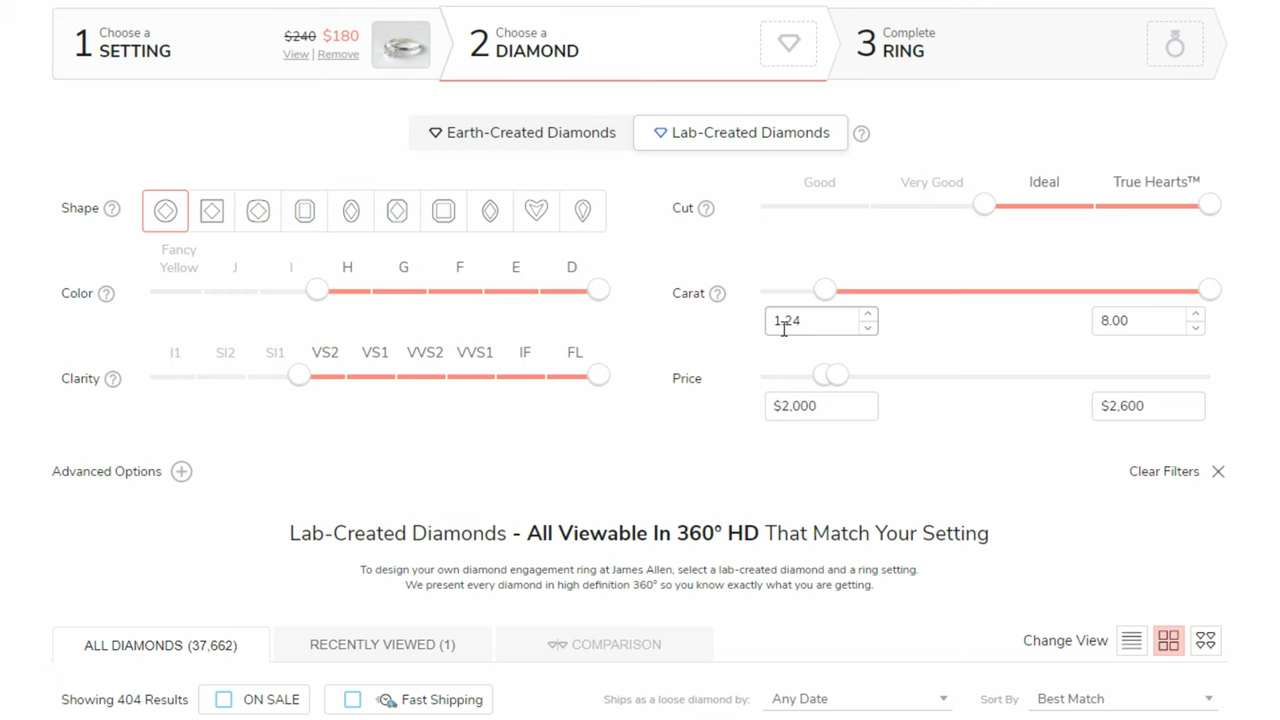 1 Choose a SETTING
$240 $180
View | Remove
2 Choose a DIAMOND
3 Complete RING
Earth-Created Diamonds
Lab-Created Diamonds ?
Shape ?
Cut ?
Good Very Good Ideal True Hearts™
Color ?
Fancy Yellow J I H G F E D
Carat ?
1.24
8.00
Clarity ?
I1 SI2 SI1 VS2 VS1 VVS2 VVS1 IF FL
Price
$2,000
$2,600
Advanced Options
Clear Filters
Lab-Created Diamonds - All Viewable In 360° HD That Match Your Setting
To design your own diamond engagement ring at James Allen, select a lab-created diamond and a ring setting.
We present every diamond in high definition 360° so you know exactly what you are getting.
ALL DIAMONDS (37,662)
RECENTLY VIEWED (1)
COMPARISON
Change View
Showing 404 Results
ON SALE
Fast Shipping
Ships as a loose diamond by: Any Date
Sort By Best Match